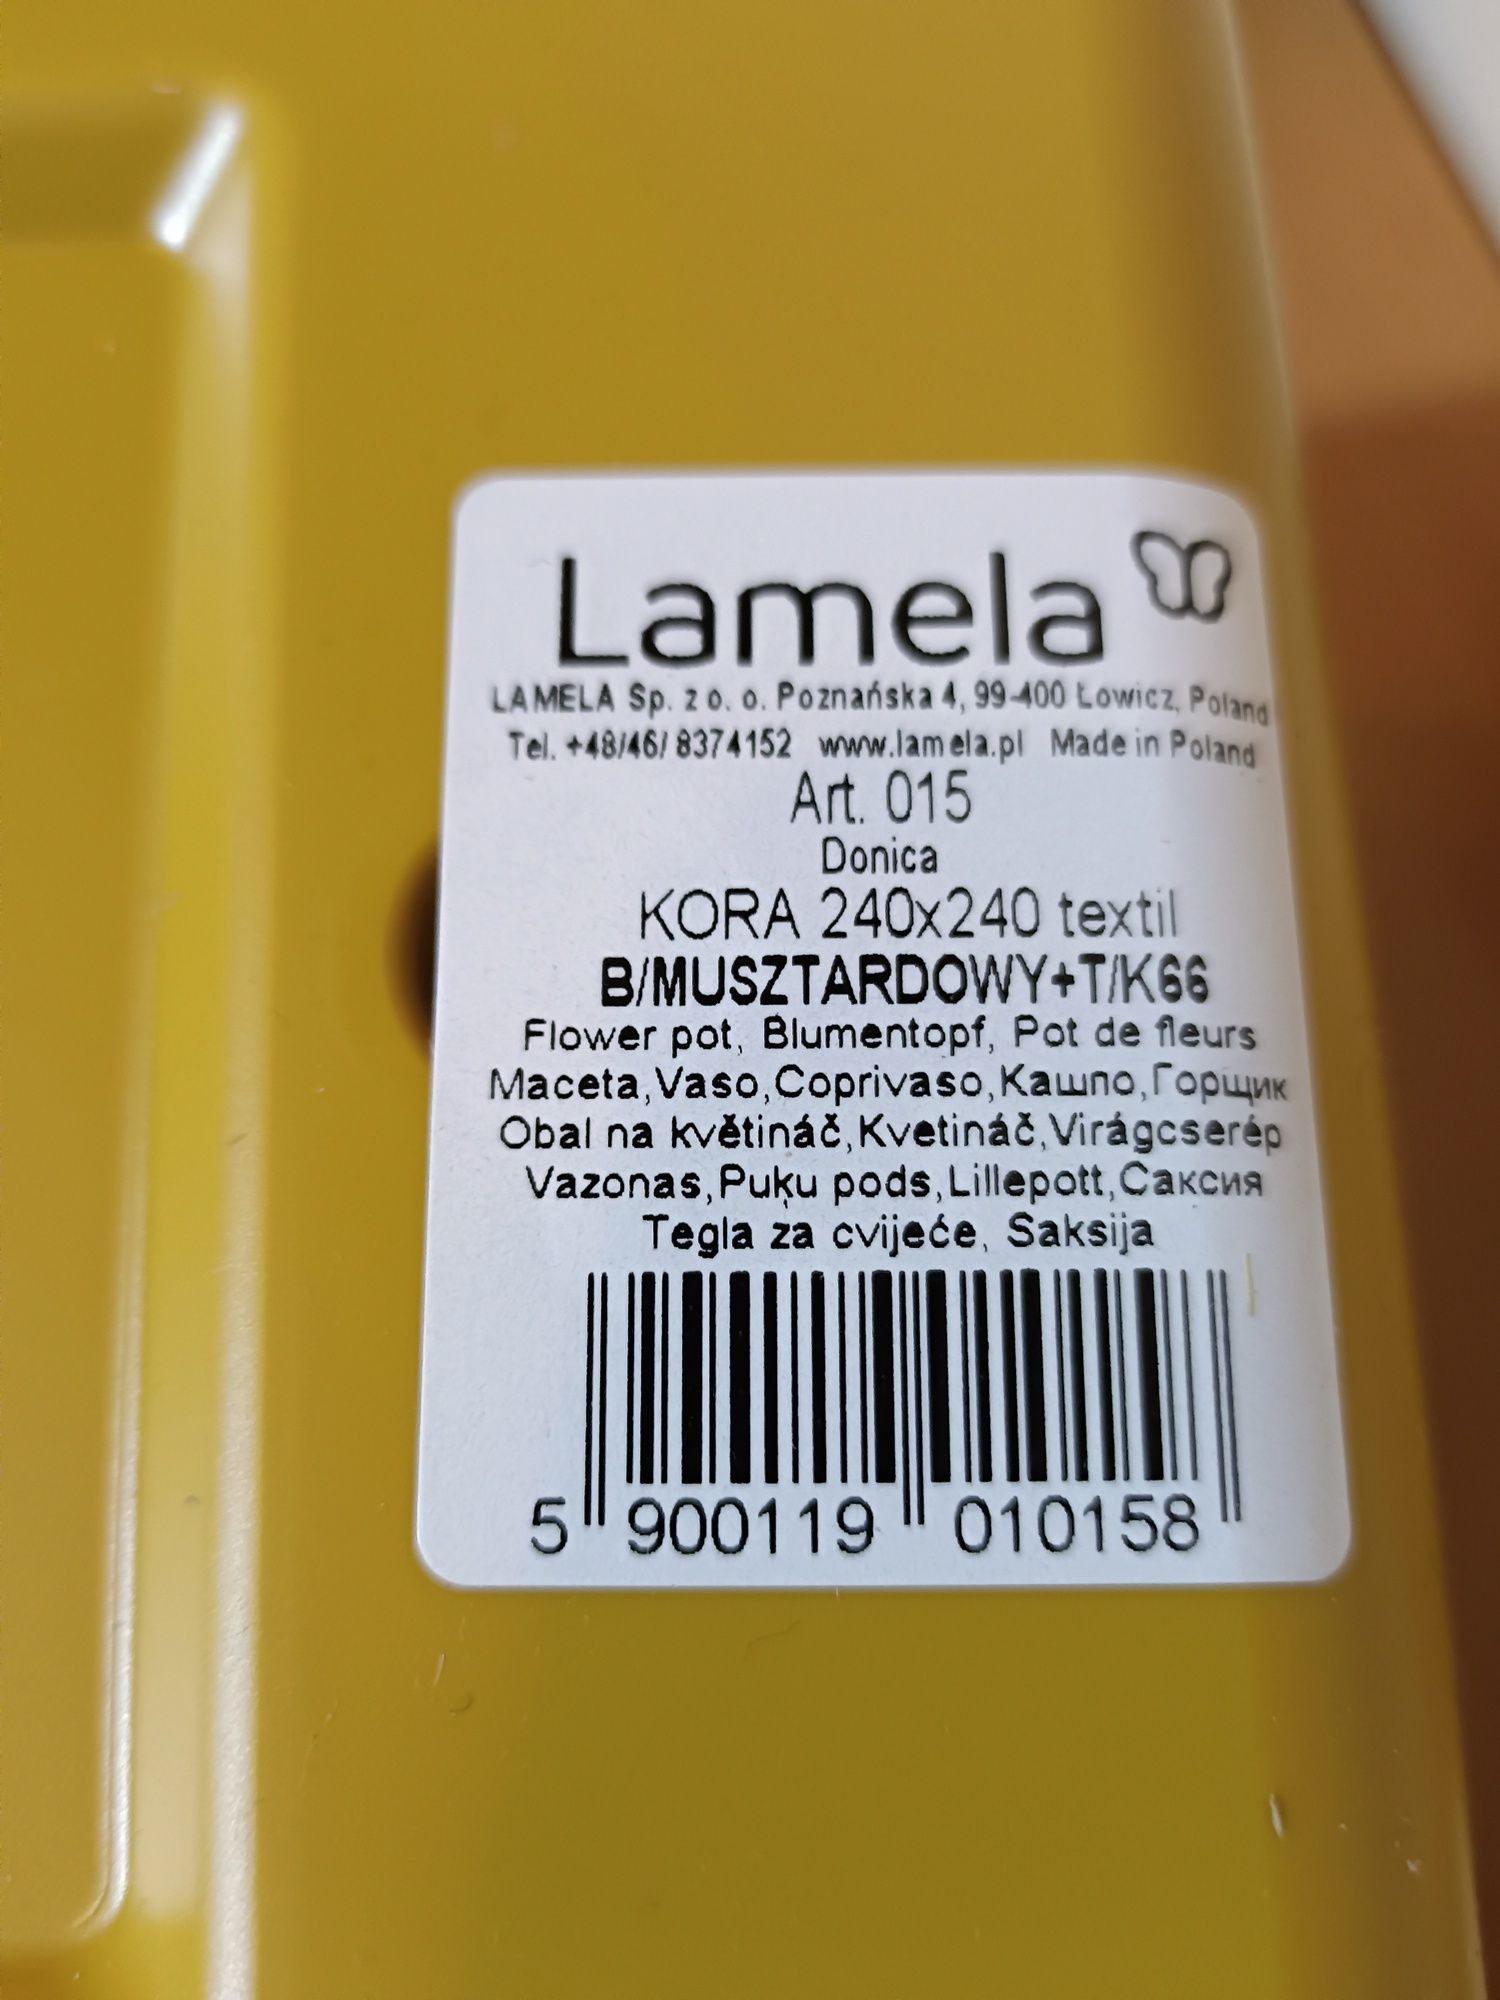 Lamela
LAMELA Sp. z o. o. Poznańska 4, 99-400 Łowicz, Poland
Tel. +48/46/ 8374152 www.lamela.pl Made in Poland
Art. 015
Donica
KORA 240x240 textil
B/MUSZTARDOWY+T/K66
Flower pot, Blumentopf, Pot de fleurs
Maceta,Vaso,Coprivaso,Кашпо,Горщик
Obal na květináč,Kvetináč,Virágcserép
Vazonas,Puķu pods,Lillepott,Саксия
Tegla za cvijeće, Saksija
5 900119 010158